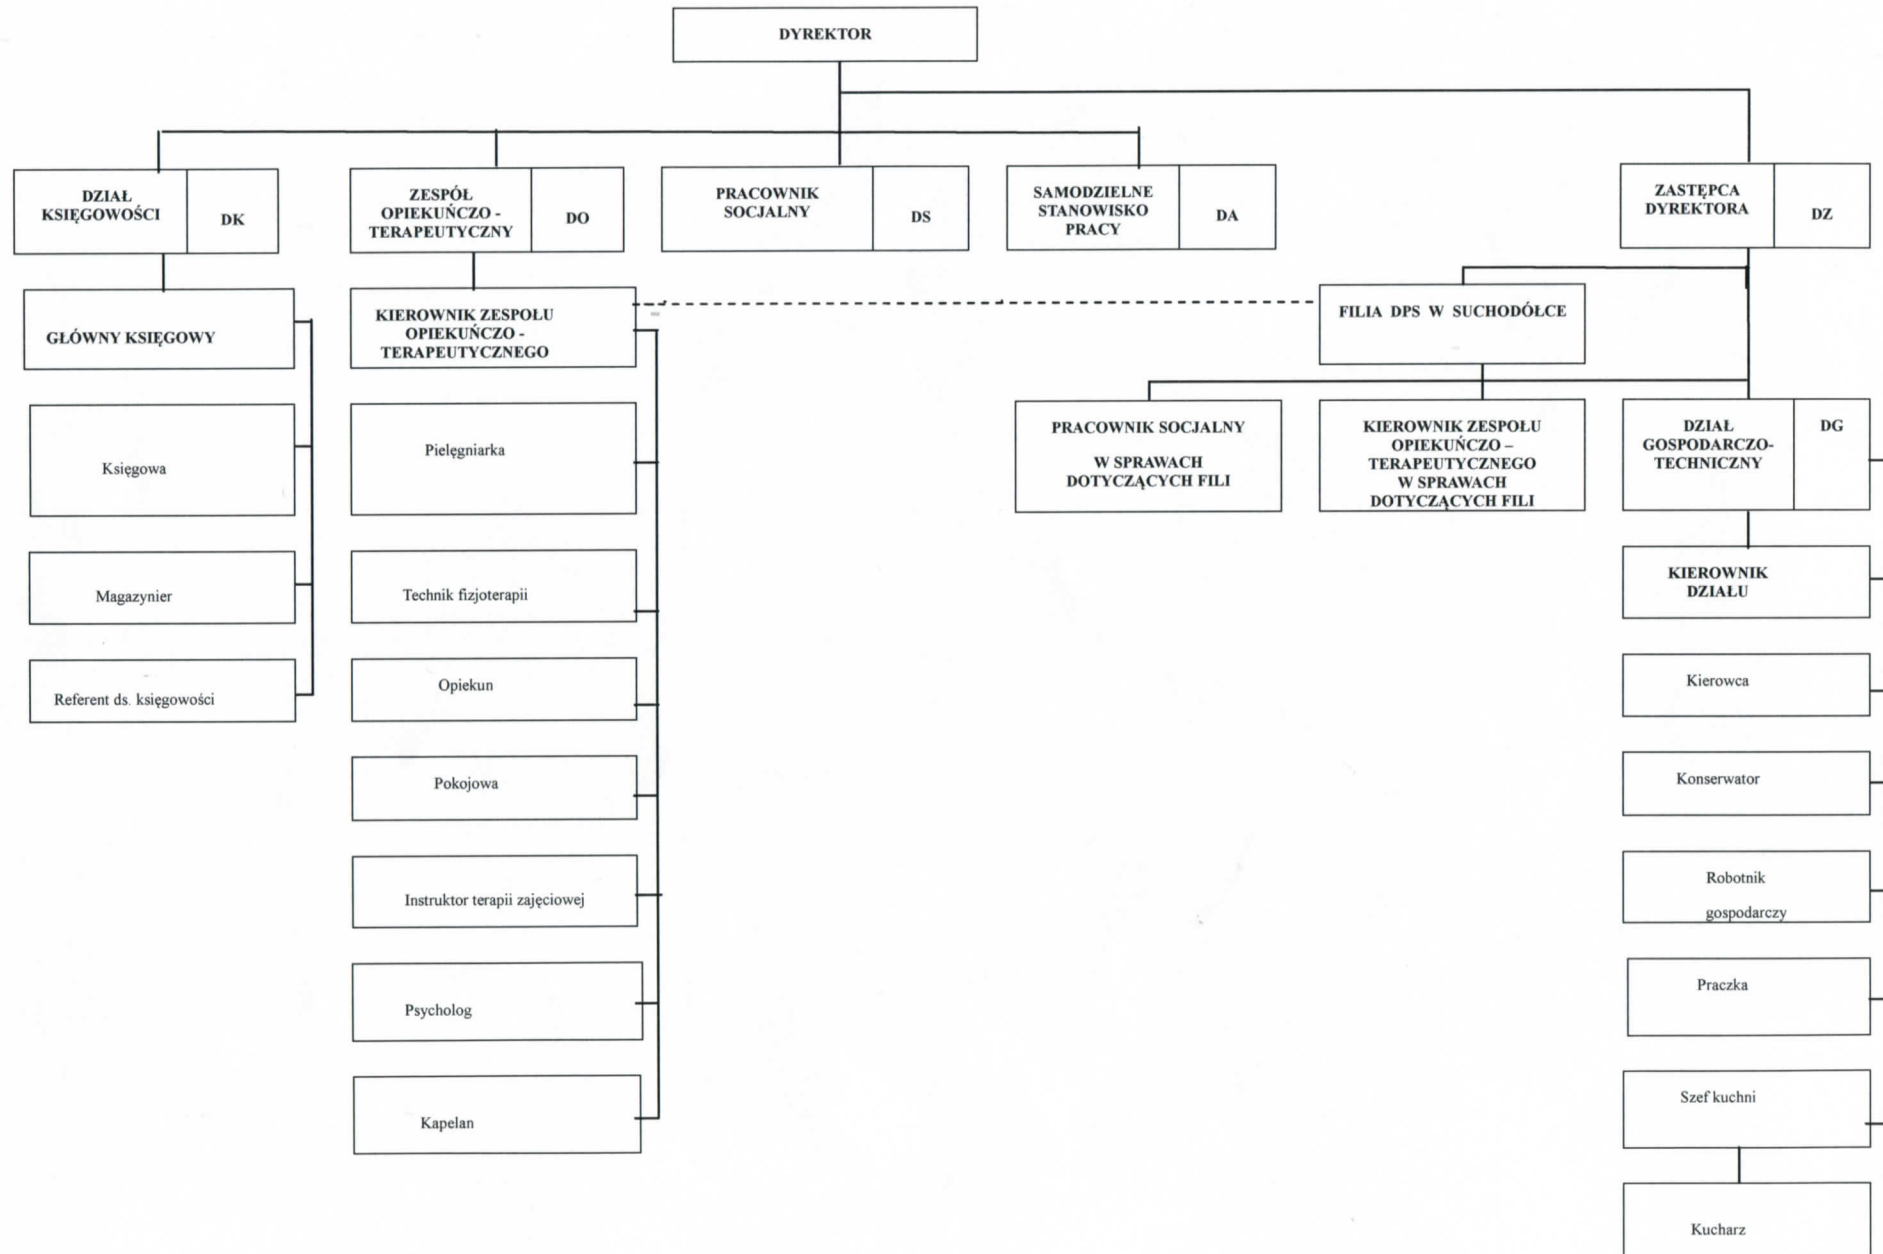 DYREKTOR
DZIAŁ
KSIĘGOWOŚCI
DK
ZESPÓŁ
OPIEKUŃCZO -
TERAPEUTYCZNY
DO
PRACOWNIK
SOCJALNY
DS
SAMODZIELNE
STANOWISKO
PRACY
DA
ZASTĘPCA
DYREKTORA
DZ
GŁÓWNY KSIĘGOWY
KIEROWNIK ZESPOŁU
OPIEKUŃCZO -
TERAPEUTYCZNEGO
FILIA DPS W SUCHODÓŁCE
Księgowa
Pielęgniarka
PRACOWNIK SOCJALNY
W SPRAWACH
DOTYCZĄCYCH FILI
KIEROWNIK ZESPOŁU
OPIEKUŃCZO –
TERAPEUTYCZNEGO
W SPRAWACH
DOTYCZĄCYCH FILI
DZIAŁ
GOSPODARCZO-
TECHNICZNY
DG
Magazynier
Technik fizjoterapii
KIEROWNIK
DZIAŁU
Referent ds. księgowości
Opiekun
Kierowca
Pokojowa
Konserwator
Instruktor terapii zajęciowej
Robotnik
gospodarczy
Psycholog
Praczka
Kapelan
Szef kuchni
Kucharz